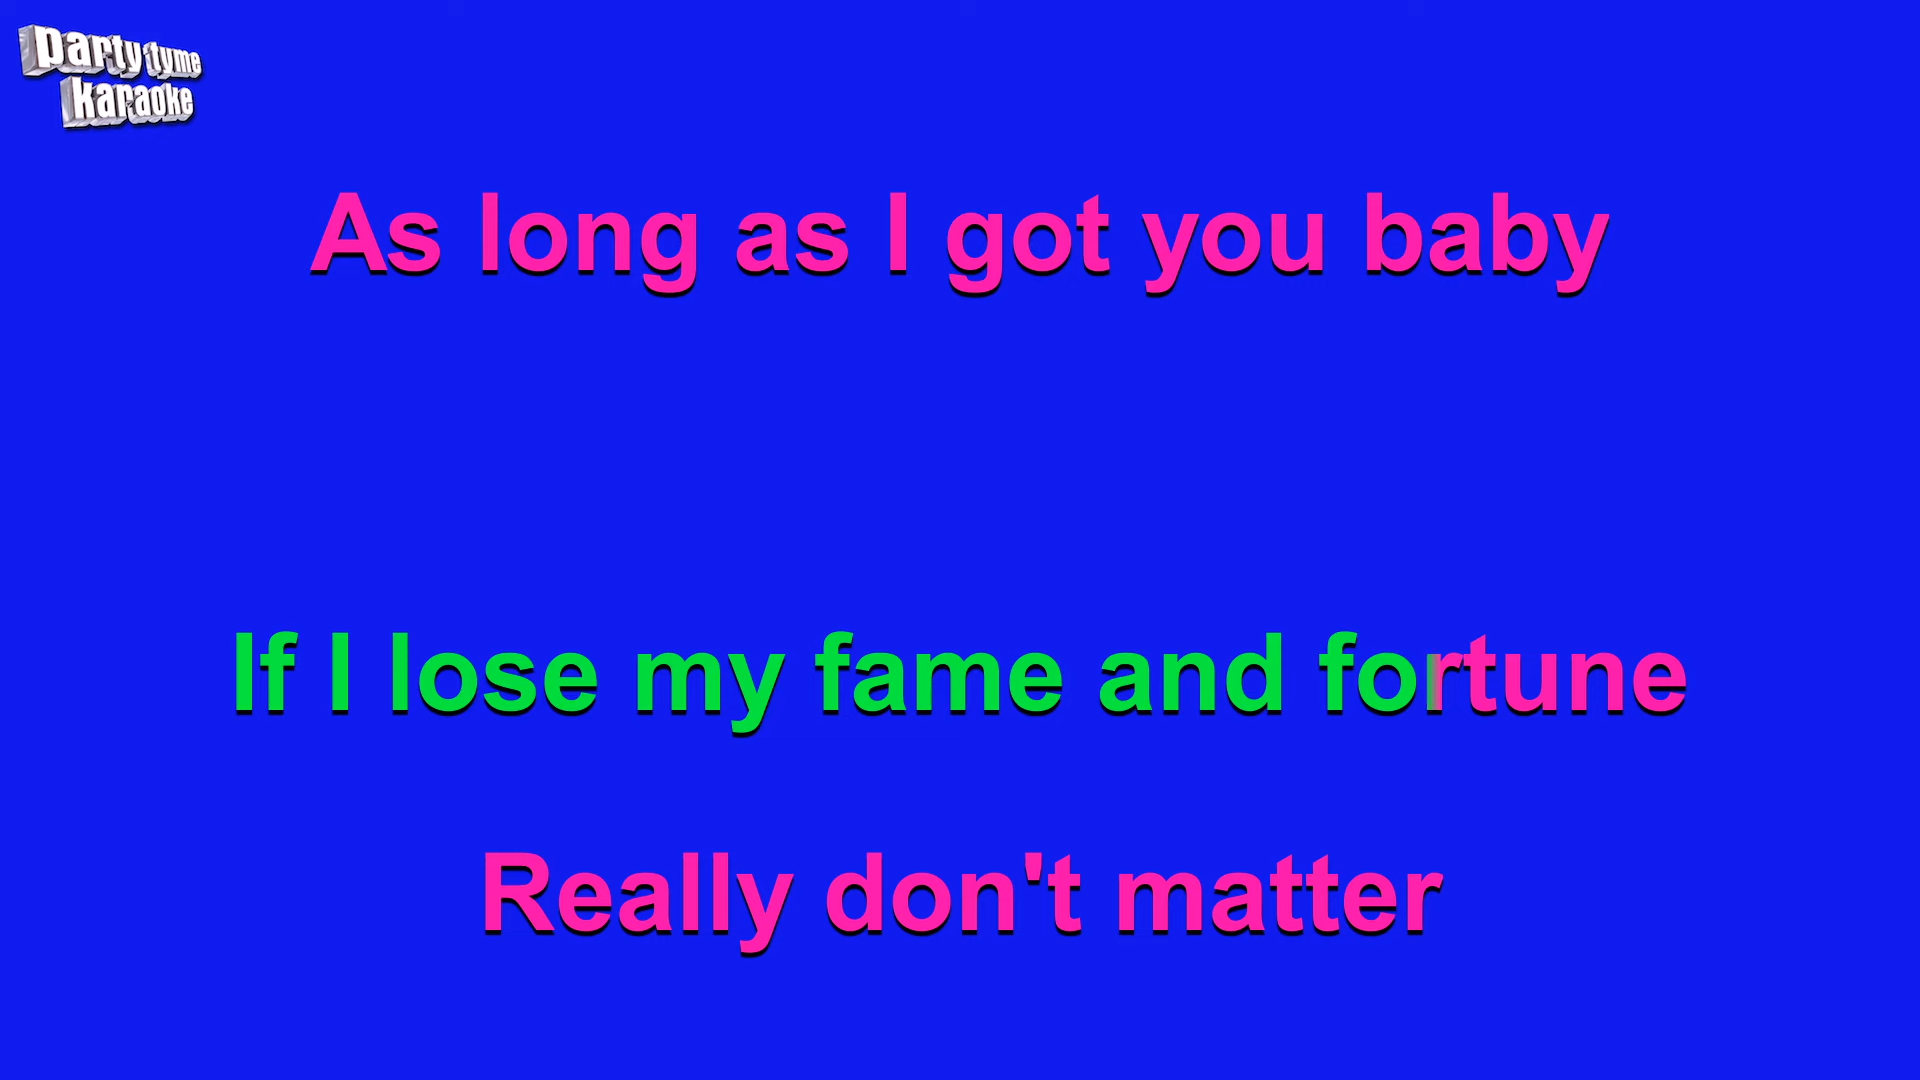 party tyme
karaoke
As long as I got you baby
If I lose my fame and fortune
Really don't matter